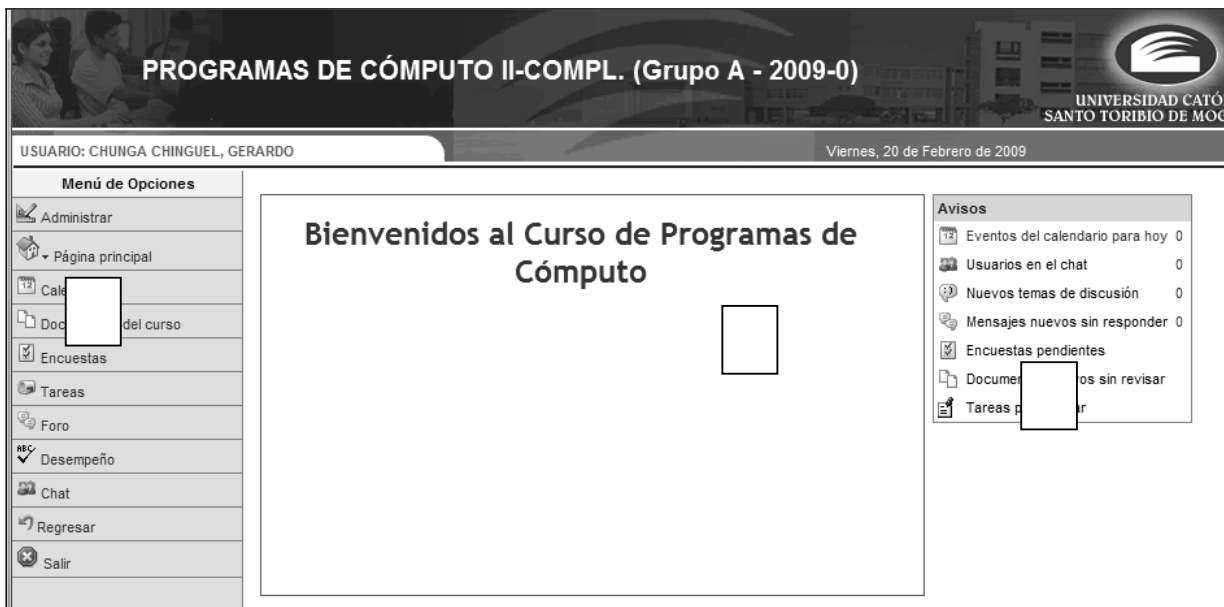 PROGRAMAS DE CÓMPUTO II-COMPL. (Grupo A - 2009-0)
UNIVERSIDAD CATÓ
SANTO TORIBIO DE MOG
USUARIO: CHUNGA CHINGUEL, GERARDO
Viernes, 20 de Febrero de 2009
Menú de Opciones
Administrar
Página principal
Cale
Doc del curso
Encuestas
Tareas
Foro
Desempeño
Chat
Regresar
Salir
Bienvenidos al Curso de Programas de
Cómputo
Avisos
Eventos del calendario para hoy 0
Usuarios en el chat 0
Nuevos temas de discusión 0
Mensajes nuevos sin responder 0
Encuestas pendientes
Documen os sin revisar
Tareas p ar